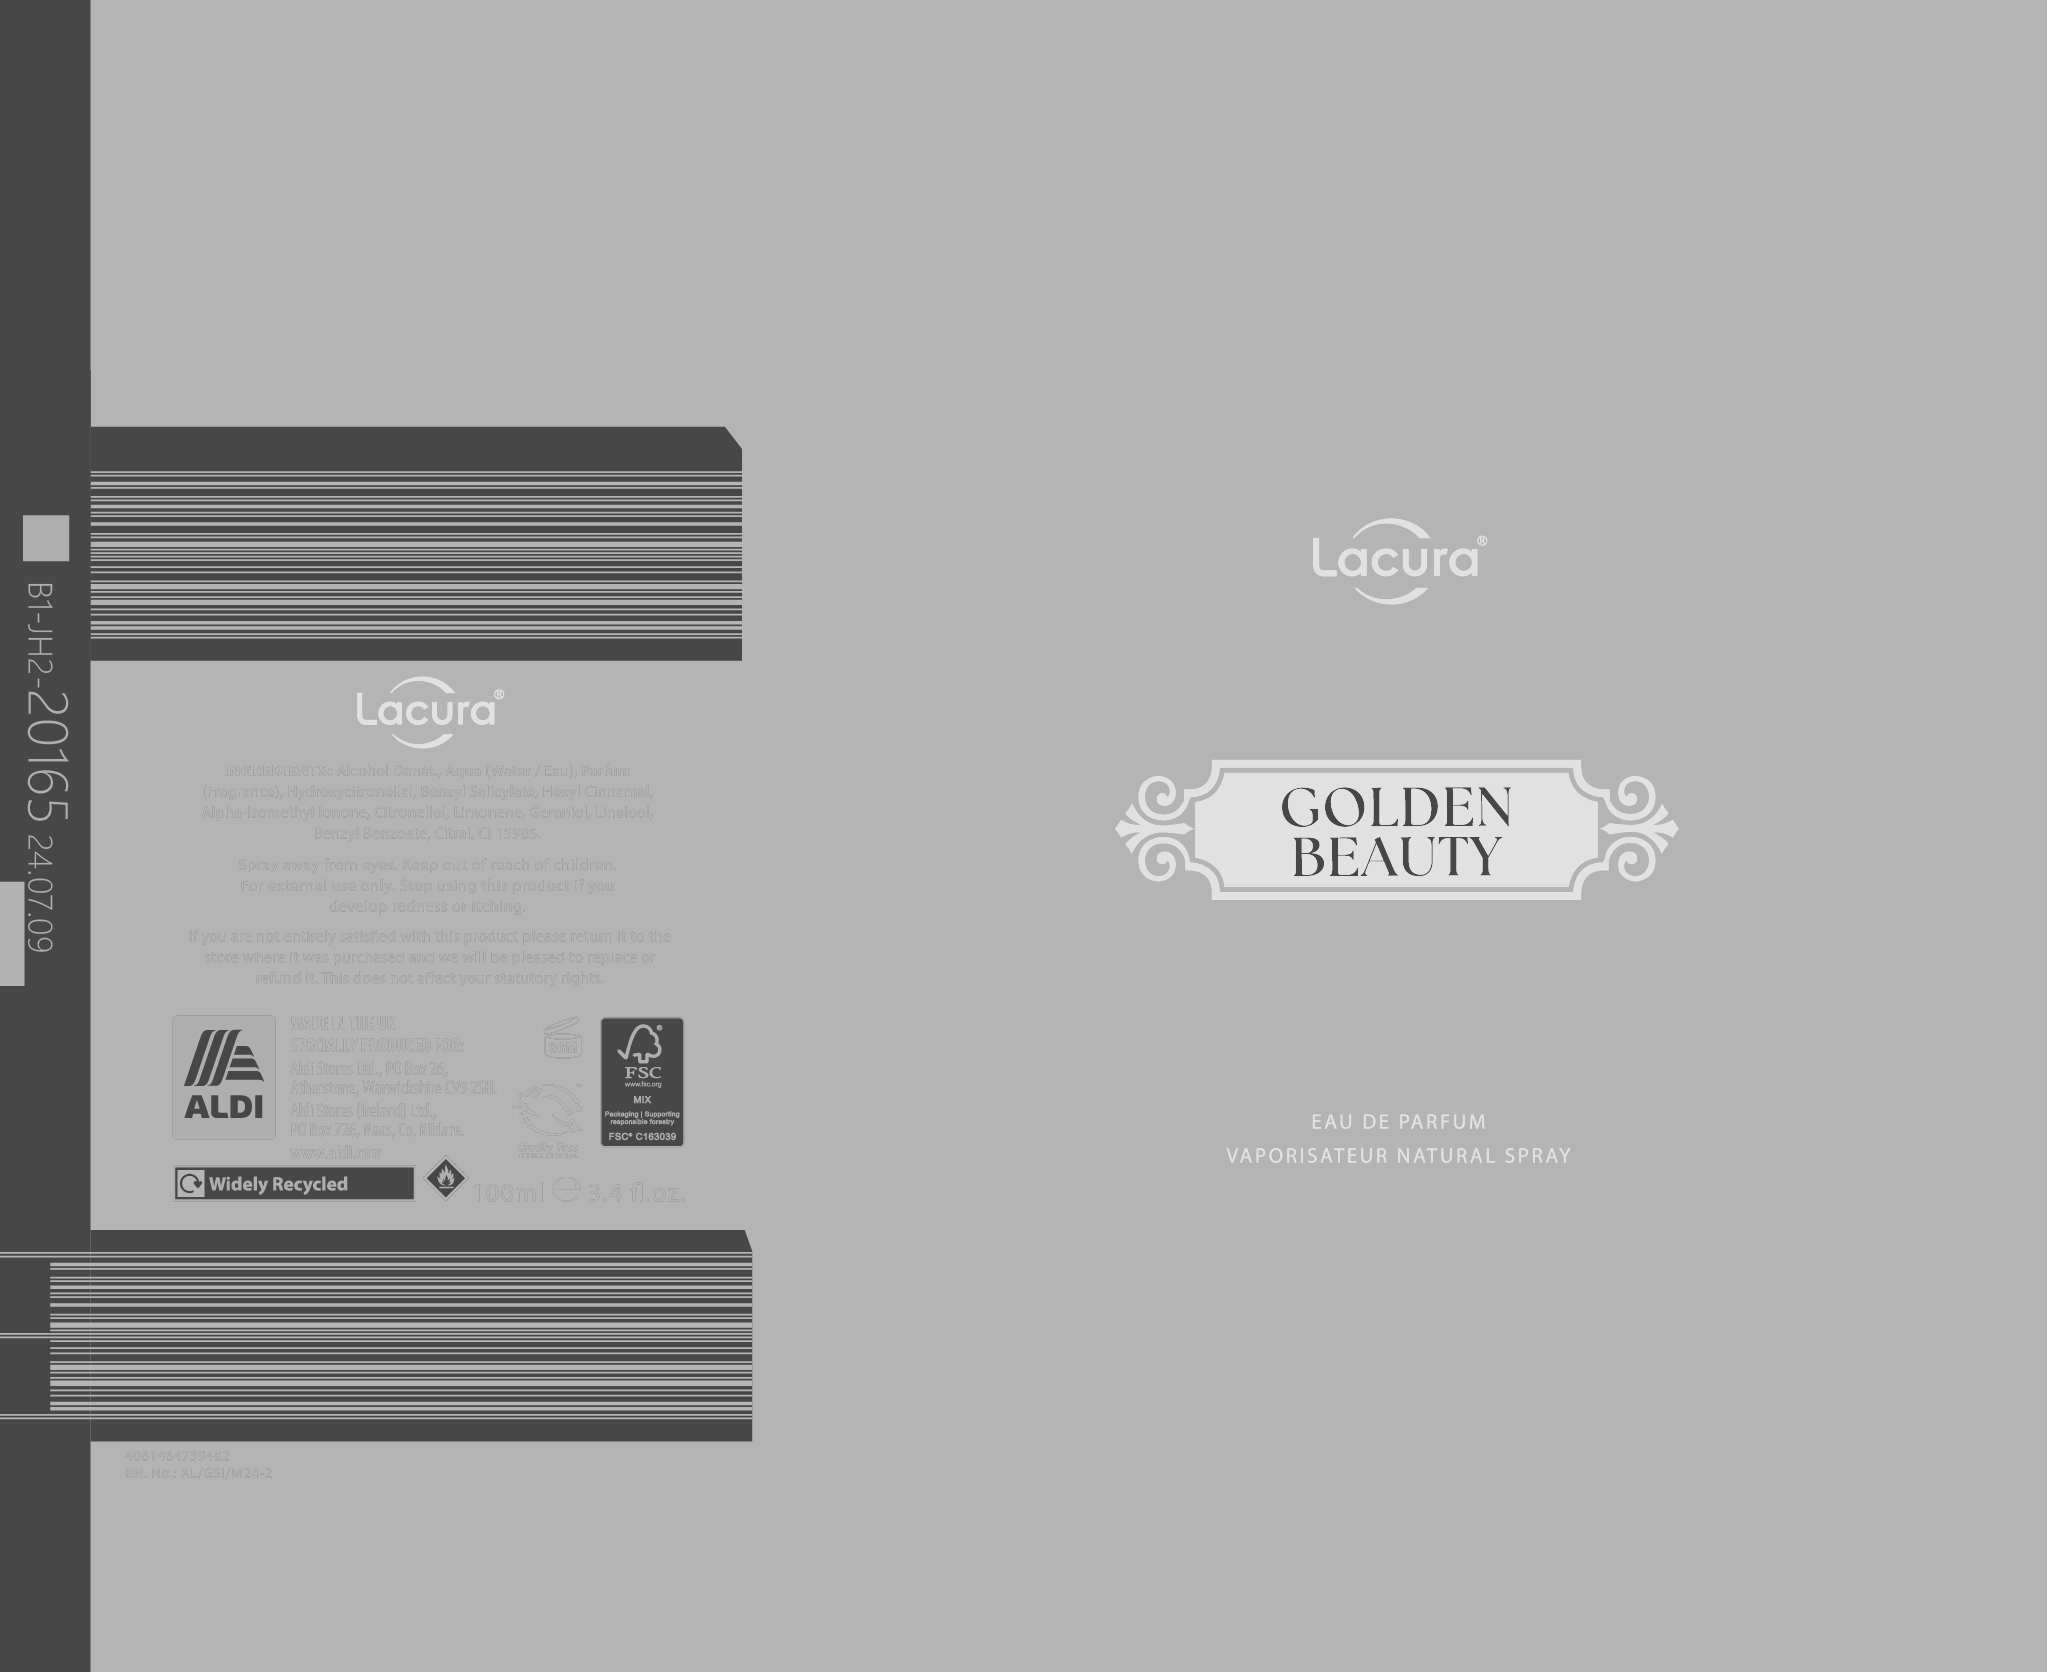 B1-JH2-20165 24.07.09
Lacura®
INGREDIENTS: Alcohol Denat., Aqua (Water / Eau), Parfum
(Fragrance), Hydroxycitronellal, Benzyl Salicylate, Hexyl Cinnamal,
Alpha-Isomethyl Ionone, Citronellol, Limonene, Geraniol, Linalool,
Benzyl Benzoate, Citral, CI 15985.
Spray away from eyes. Keep out of reach of children.
For external use only. Stop using this product if you
develop redness or itching.
If you are not entirely satisfied with this product please return it to the
store where it was purchased and we will be pleased to replace or
refund it. This does not affect your statutory rights.
ALDI
MADE IN THE UK
SPECIALLY PRODUCED FOR:
Aldi Stores Ltd., PO Box 26,
Atherstone, Warwickshire CV9 2SH.
Aldi Stores (Ireland) Ltd.,
PO Box 726, Naas, Co. Kildare.
www.aldi.com
36M
Cruelty Free
®
FSC
www.fsc.org
MIX
Packaging | Supporting
responsible forestry
FSC® C163039
Widely Recycled
100ml ℮ 3.4 fl.oz.
BN. No.: AL/GSI/M24-2
Lacura®
GOLDEN
BEAUTY
EAU DE PARFUM
VAPORISATEUR NATURAL SPRAY